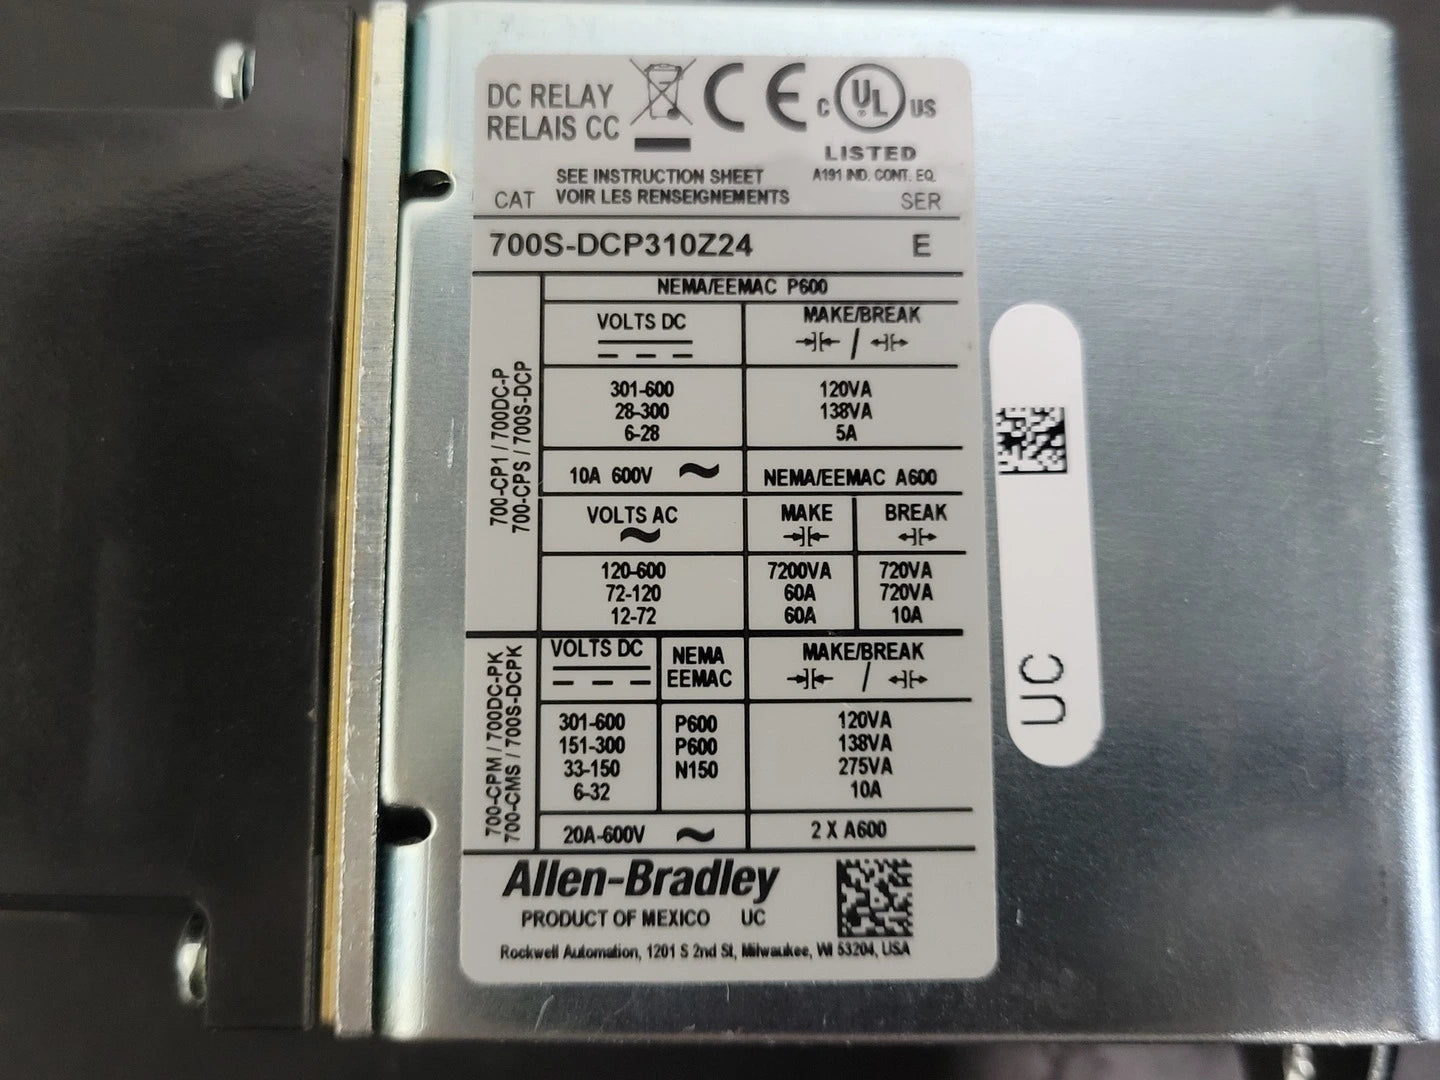 DC RELAY
RELAIS CC
CE
C UL US
LISTED
A191 IND. CONT. EQ.
SEE INSTRUCTION SHEET
VOIR LES RENSEIGNEMENTS
CAT
SER
700S-DCP310Z24 E
700-CP1 / 700DC-P
700-CPS / 700S-DCP
NEMA/EEMAC P600
VOLTS DC MAKE/BREAK
/
301-600 120VA
28-300 138VA
6-28 5A
10A 600V NEMA/EEMAC A600
VOLTS AC MAKE BREAK
120-600 7200VA 720VA
72-120 60A 720VA
12-72 60A 10A
700-CPM / 700DC-PK
700-CMS / 700S-DCPK
VOLTS DC NEMA EEMAC MAKE/BREAK
/
301-600 P600 120VA
151-300 P600 138VA
33-150 N150 275VA
6-32 10A
20A-600V 2 X A600
Allen-Bradley
PRODUCT OF MEXICO UC
Rockwell Automation, 1201 S 2nd St, Milwaukee, WI 53204, USA
UC